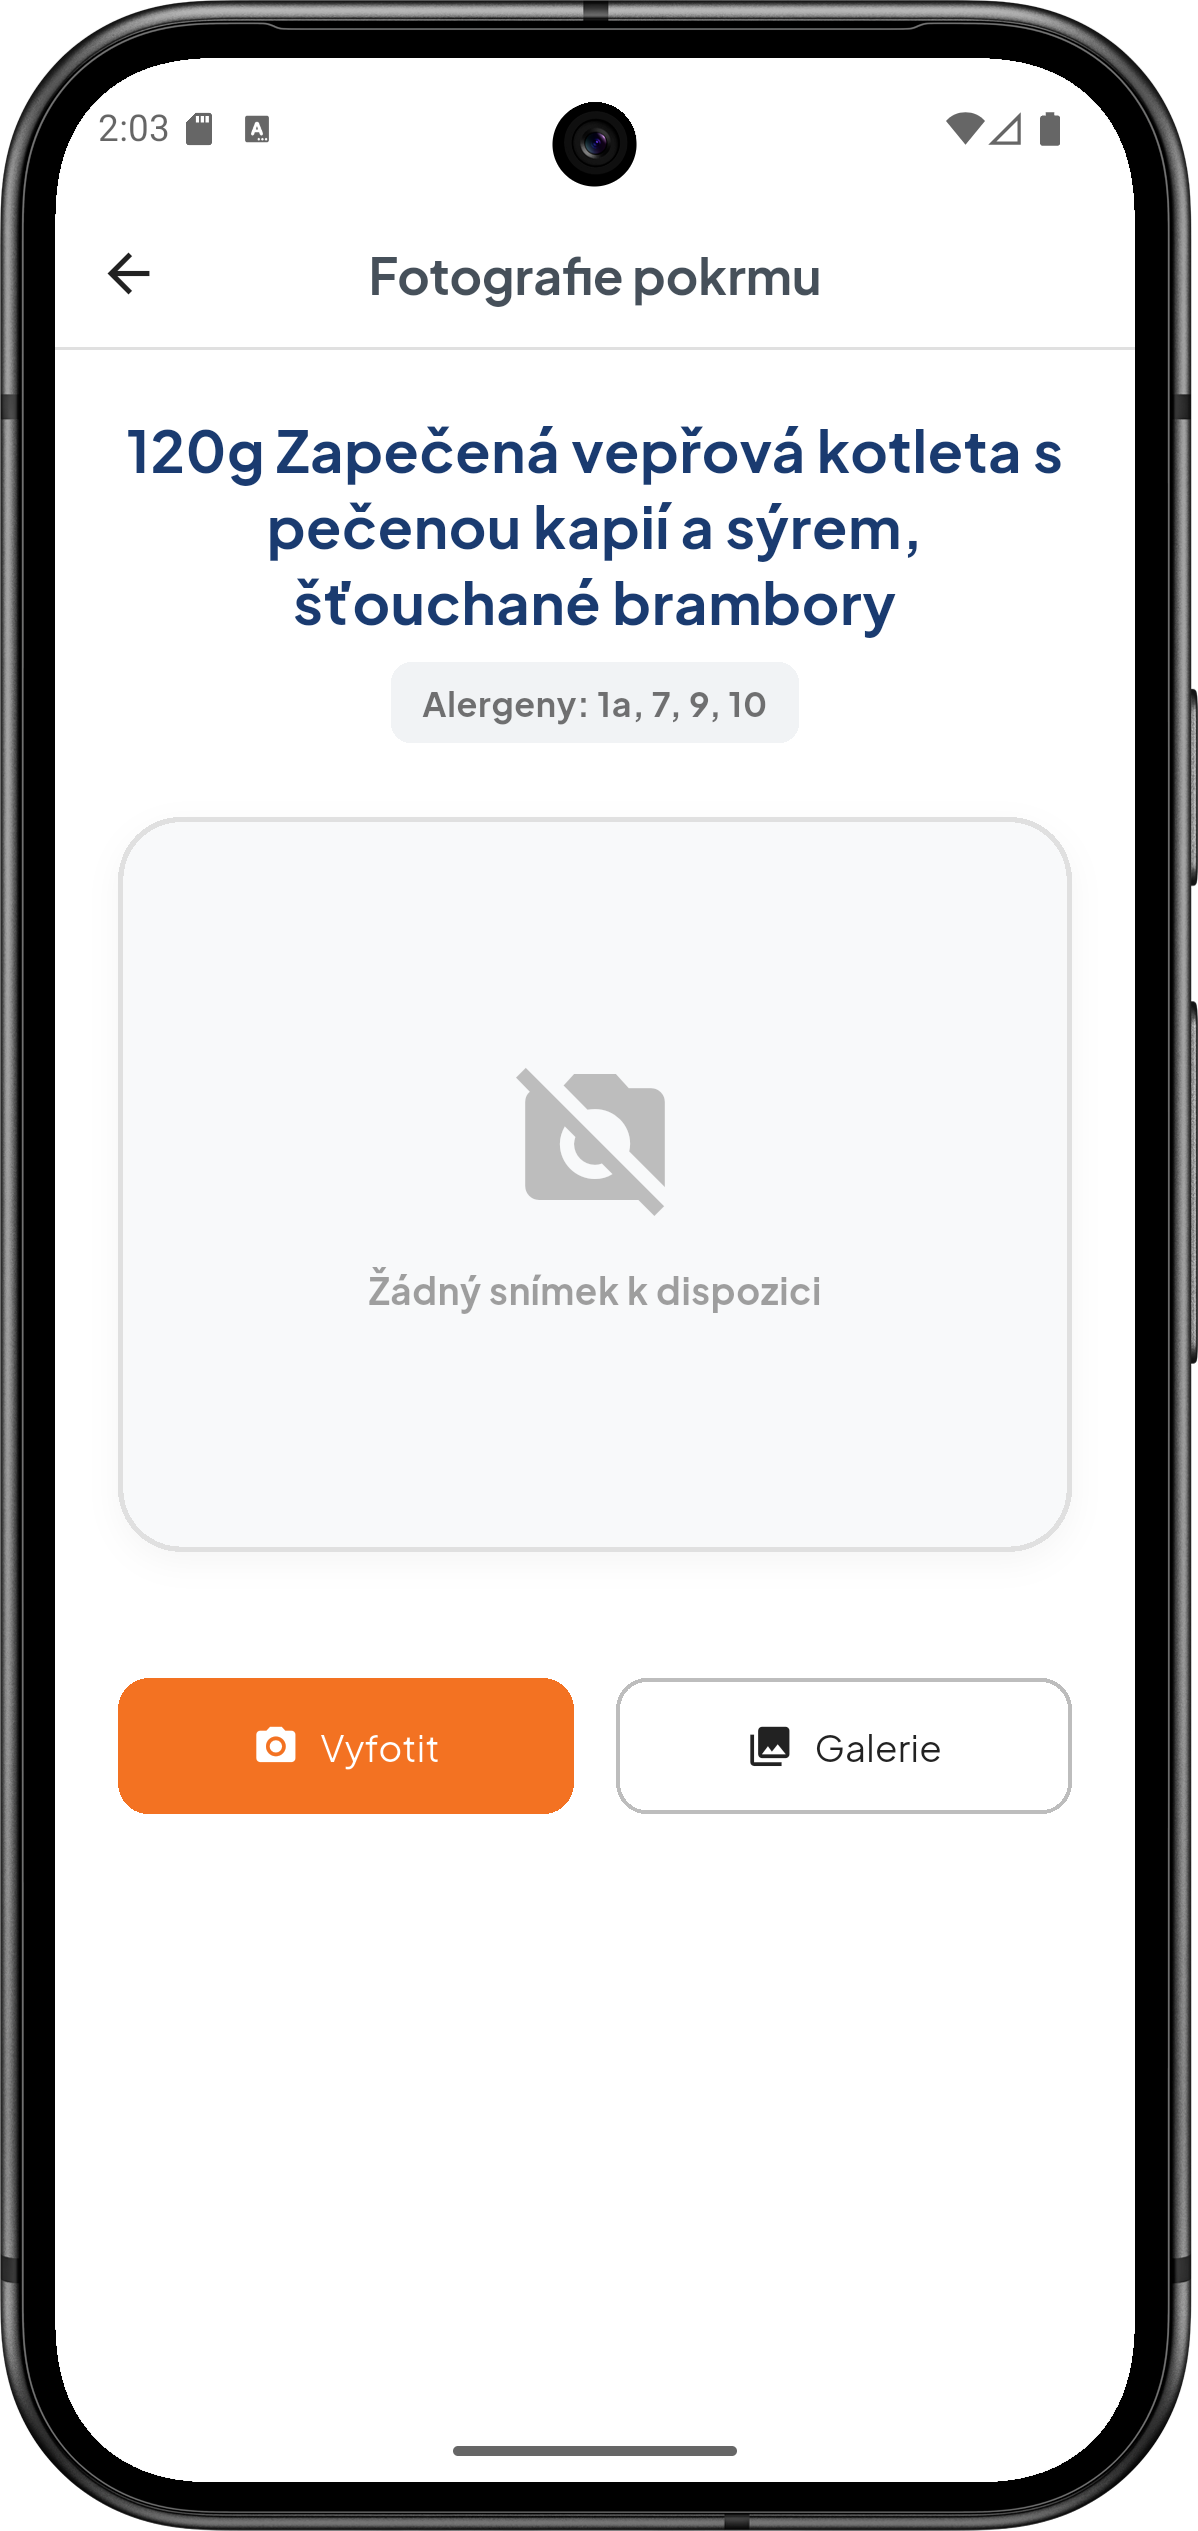 2:03
Fotografie pokrmu
120g Zapečená vepřová kotleta s
pečenou kapií a sýrem,
šťouchané brambory
Alergeny: 1a, 7, 9, 10
Žádný snímek k dispozici
Vyfotit
Galerie